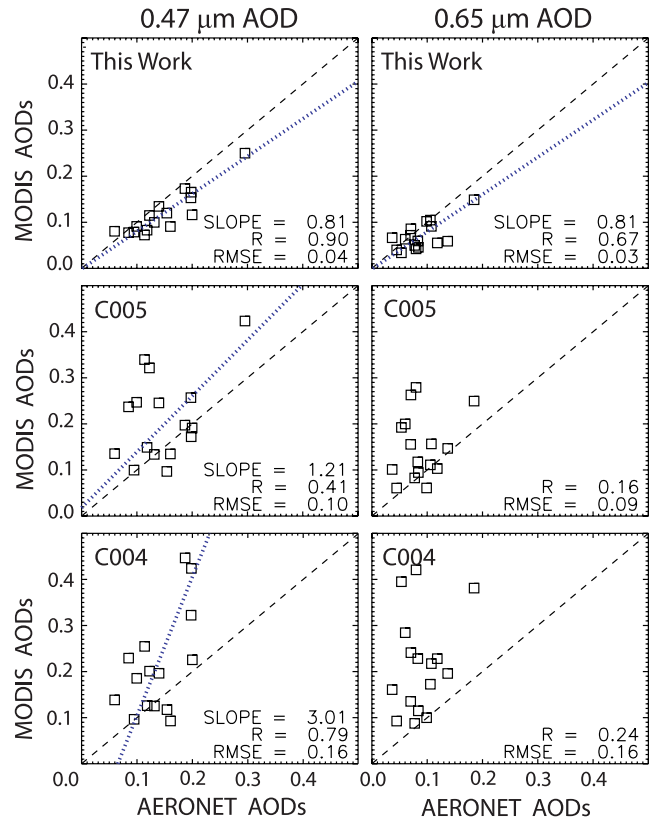 0.47 μm AOD
0.65 μm AOD
This Work
MODIS AODs
0.5
0.4
0.3
0.2
0.1
0.0
SLOPE = 0.81
R = 0.90
RMSE = 0.04
This Work
SLOPE = 0.81
R = 0.67
RMSE = 0.03
C005
MODIS AODs
0.4
0.3
0.2
0.1
0.0
SLOPE = 1.21
R = 0.41
RMSE = 0.10
C005
R = 0.16
RMSE = 0.09
C004
MODIS AODs
0.4
0.3
0.2
0.1
SLOPE = 3.01
R = 0.79
RMSE = 0.16
0.0 0.1 0.2 0.3 0.4
AERONET AODs
C004
R = 0.24
RMSE = 0.16
0.0 0.1 0.2 0.3 0.4
AERONET AODs